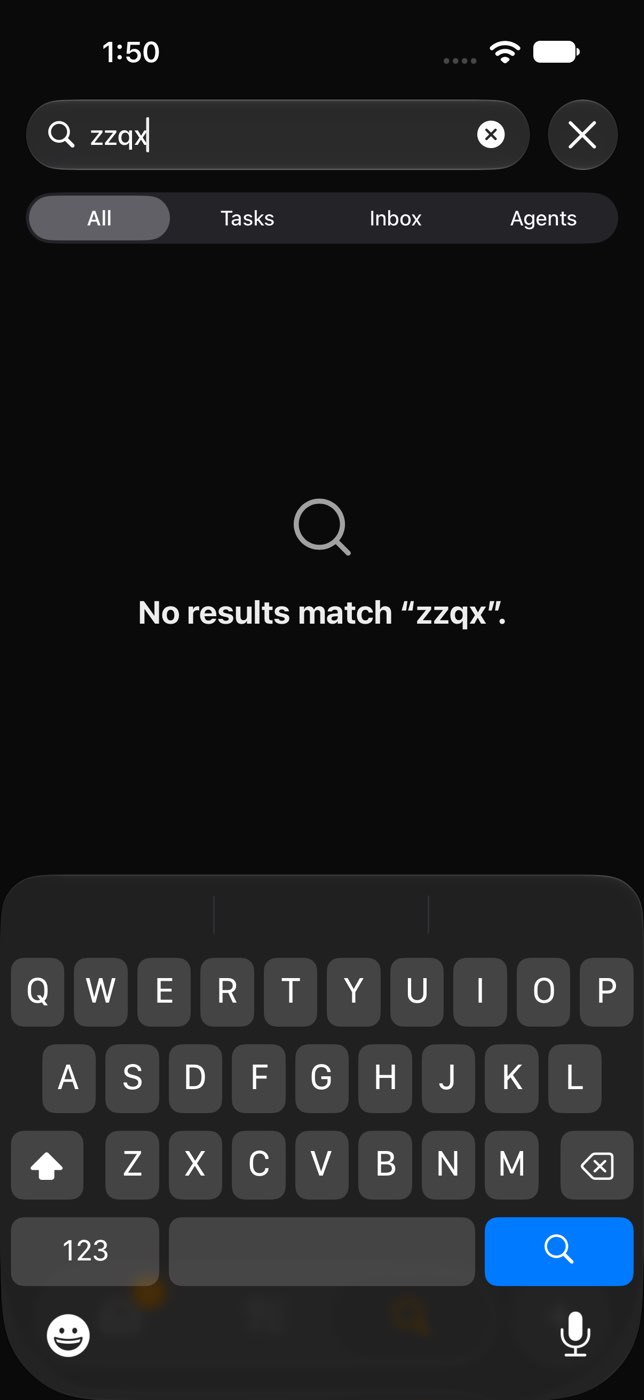 1:50
zzqx
All Tasks Inbox Agents
No results match “zzqx”.
Q W E R T Y U I O P
A S D F G H J K L
Z X C V B N M
123